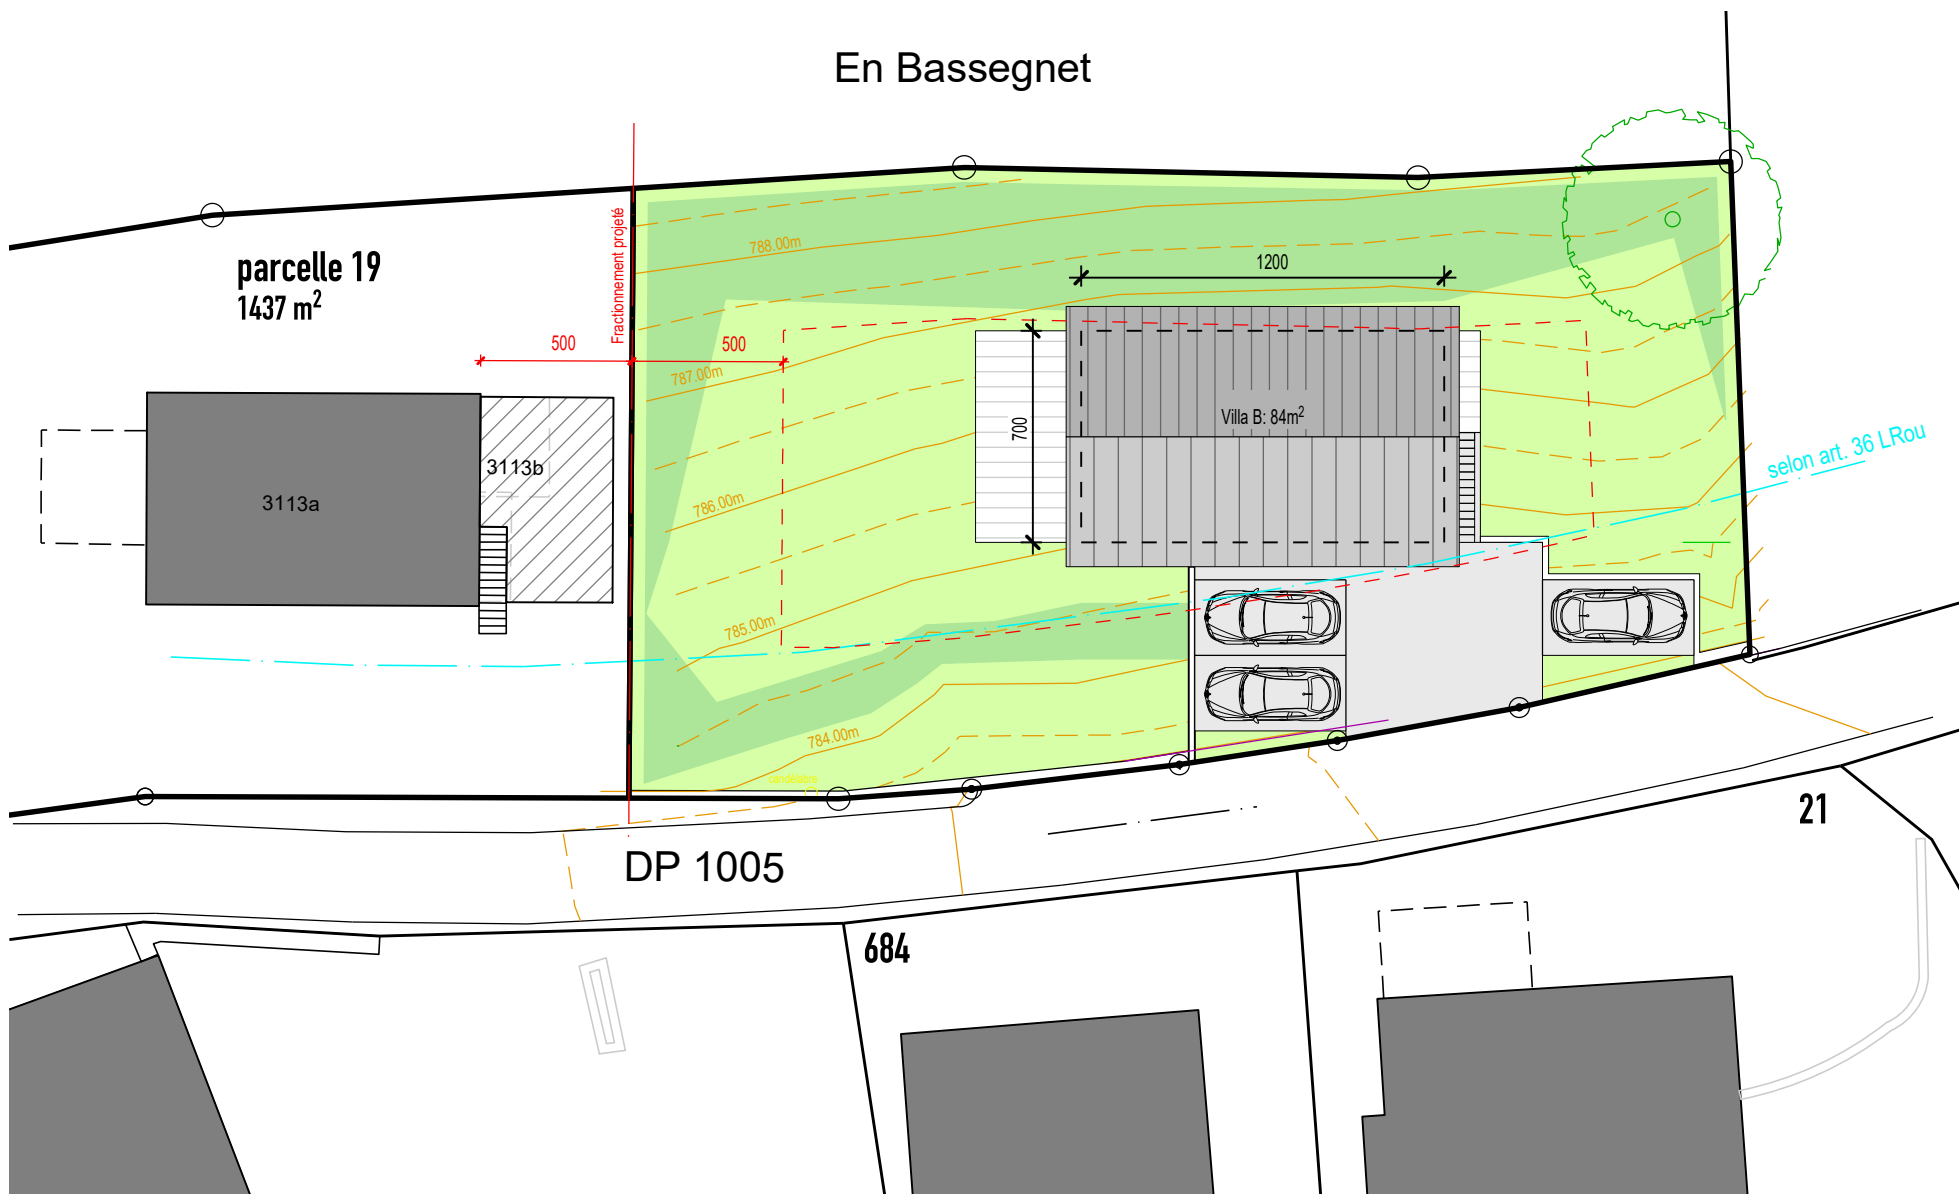 En Bassegnet
parcelle 19
1437 m²
Fractionnement projeté
788.00m
1200
500
500
787.00m
700
Villa B: 84m²
selon art. 36 LRou
3113b
3113a
786.00m
785.00m
784.00m
candélabre
21
DP 1005
684